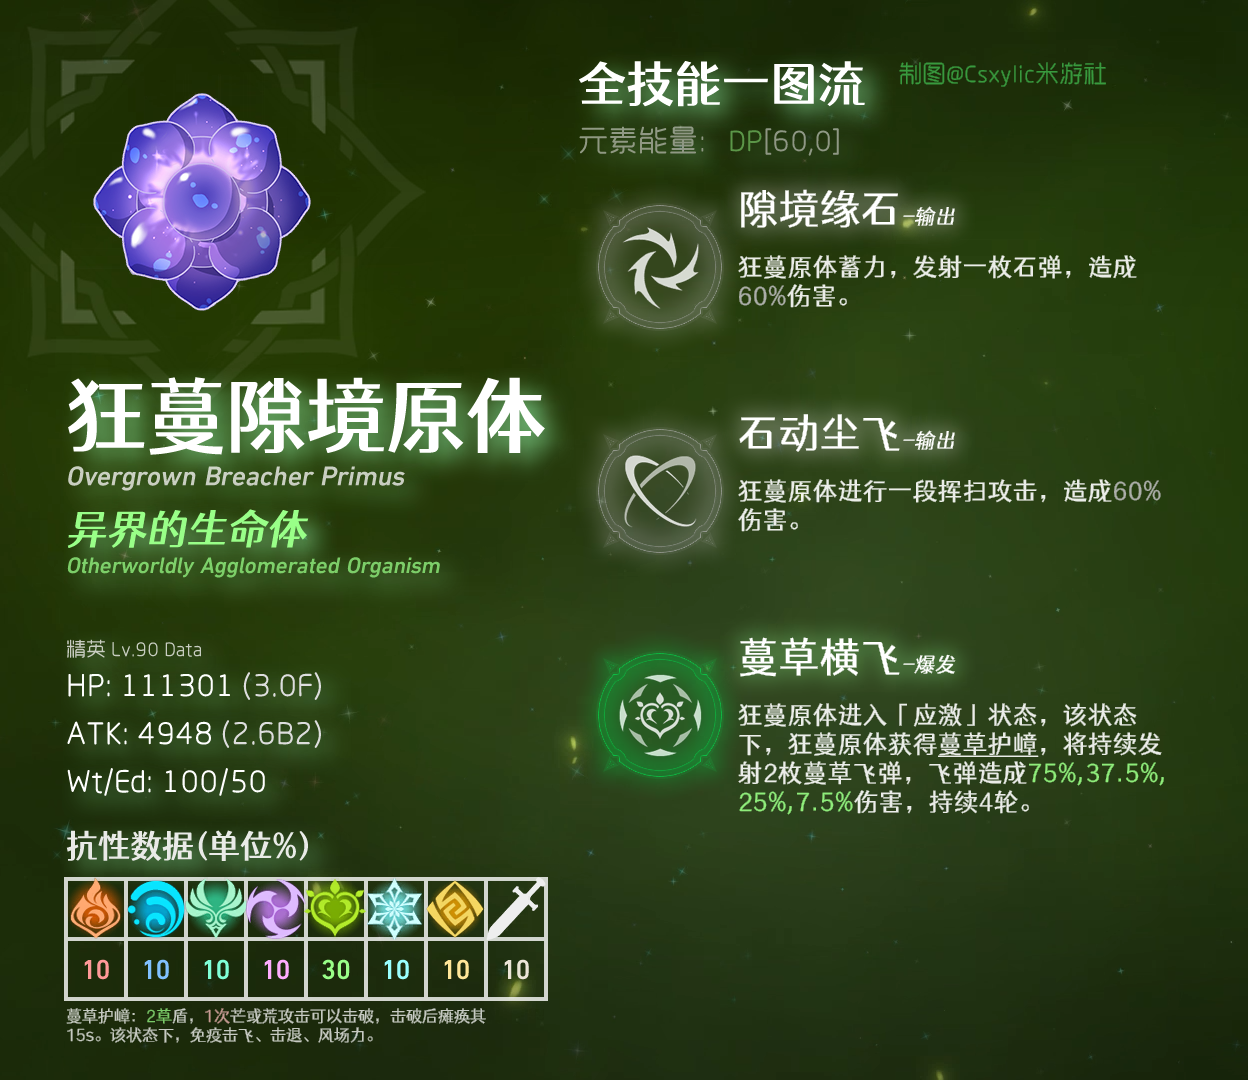 全技能一图流
制图@Csxylic米游社
元素能量： DP[60,0]
隙境缘石-输出
狂蔓原体蓄力，发射一枚石弹，造成
60%伤害。
狂蔓隙境原体
Overgrown Breacher Primus
异界的生命体
Otherworldly Agglomerated Organism
石动尘飞-输出
狂蔓原体进行一段挥扫攻击，造成60%
伤害。
精英 Lv.90 Data
HP: 111301 (3.0F)
ATK: 4948 (2.6B2)
Wt/Ed: 100/50
蔓草横飞-爆发
狂蔓原体进入「应激」状态，该状态
下，狂蔓原体获得蔓草护嶂，将持续发
射2枚蔓草飞弹，飞弹造成75%,37.5%,
25%,7.5%伤害，持续4轮。
抗性数据(单位%)
10 10 10 10 30 10 10 10
蔓草护嶂：2草盾，1次芒或荒攻击可以击破，击破后瘫痪其
15s。该状态下，免疫击飞、击退、风场力。